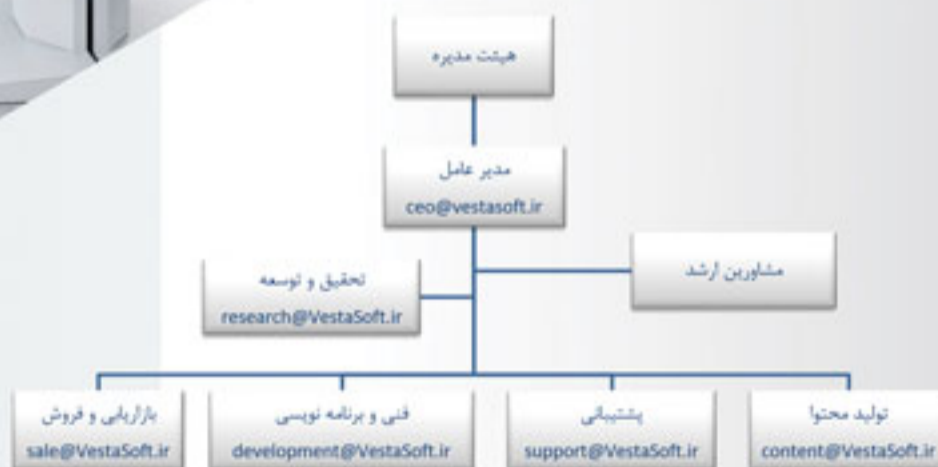 هیئت مدیره
مدیر عامل
ceo@vestasoft.ir
مشاورین ارشد
تحقیق و توسعه
research@VestaSoft.ir
تولید محتوا
content@VestaSoft.ir
پشتیبانی
support@VestaSoft.ir
فنی و برنامه نویسی
development@VestaSoft.ir
بازاریابی و فروش
sale@VestaSoft.ir